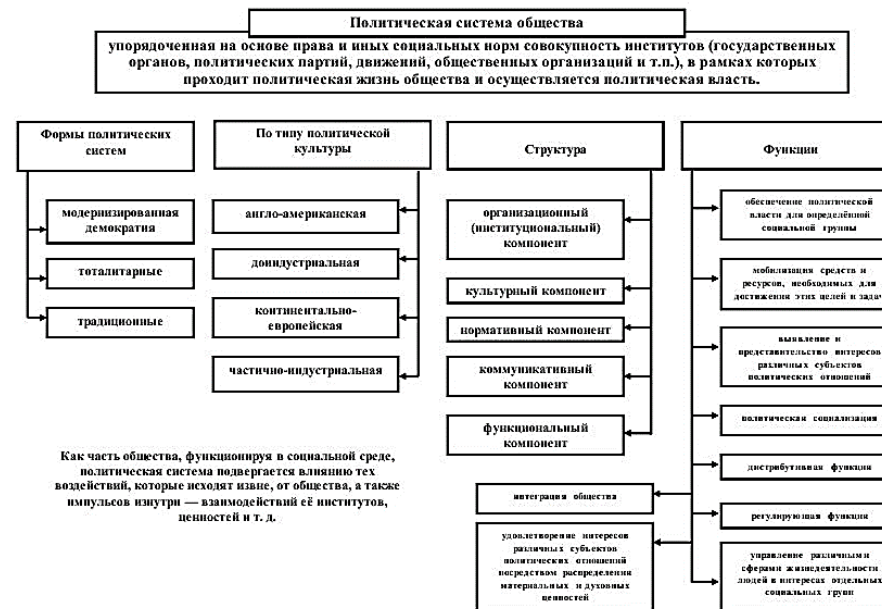 Политическая система общества
упорядоченная на основе права и иных социальных норм совокупность институтов (государственных
органов, политических партий, движений, общественных организаций и т.п.), в рамках которых
проходит политическая жизнь общества и осуществляется политическая власть.
Формы политических
систем
модернизированная
демократия
тоталитарные
традиционные
По типу политической
культуры
англо-американская
доиндустриальная
континентально-
европейская
частично-индустриальная
Структура
организационный
(институциональный)
компонент
культурный компонент
нормативный компонент
коммуникативный
компонент
функциональный
компонент
Функции
обеспечение политической
власти для определённой
социальной группы
мобилизация средств и
ресурсов, необходимых для
достижения этих целей и задач
выявление и
представительство интересов
различных субъектов
политических отношений
политическая социализация
дистрибутивная функция
регулирующая функция
управление различными
сферами жизнедеятельности
людей в интересах отдельных
социальных групп
интеграция общества
удовлетворение интересов
различных субъектов
политических отношений
посредством распределения
материальных и духовных
ценностей
Как часть общества, функционируя в социальной среде,
политическая система подвергается влиянию тех
воздействий, которые исходят извне, от общества, а также
импульсов изнутри — взаимодействий её институтов,
ценностей и т. д.